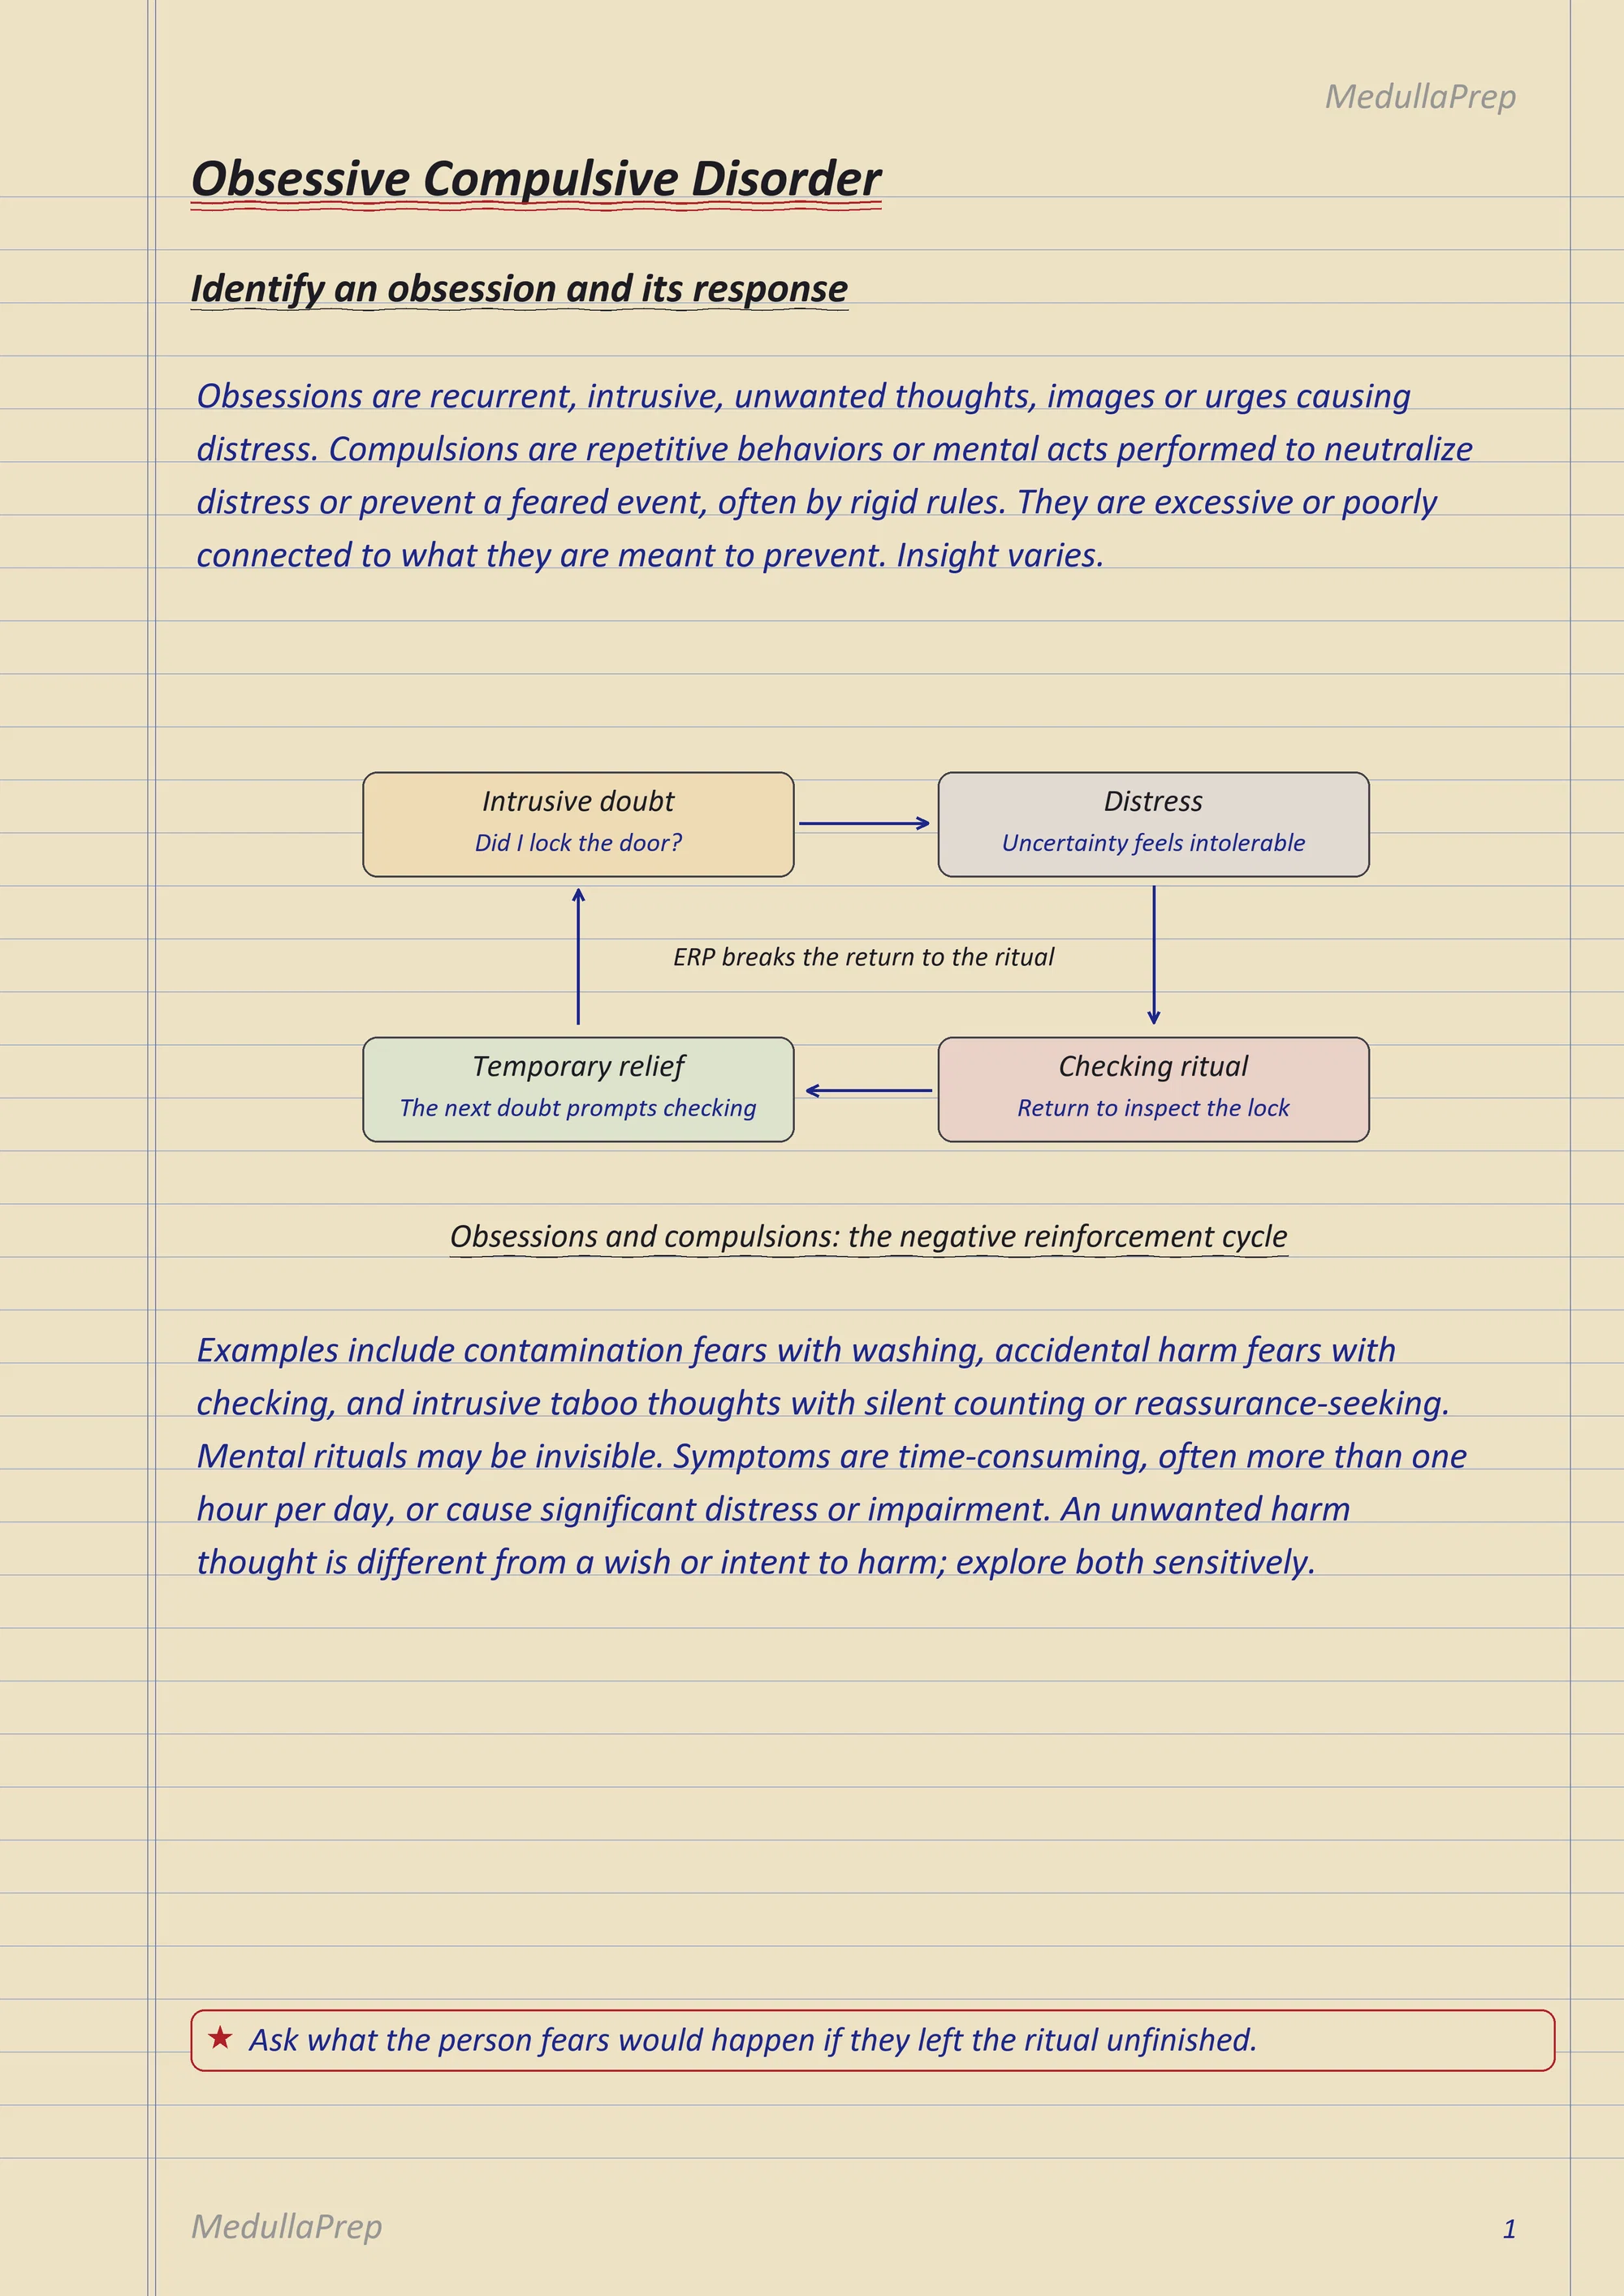 MedullaPrep
Obsessive Compulsive Disorder
Identify an obsession and its response
Obsessions are recurrent, intrusive, unwanted thoughts, images or urges causing
distress. Compulsions are repetitive behaviors or mental acts performed to neutralize
distress or prevent a feared event, often by rigid rules. They are excessive or poorly
connected to what they are meant to prevent. Insight varies.
Intrusive doubt
Did I lock the door?
Distress
Uncertainty feels intolerable
ERP breaks the return to the ritual
Temporary relief
The next doubt prompts checking
Checking ritual
Return to inspect the lock
Obsessions and compulsions: the negative reinforcement cycle
Examples include contamination fears with washing, accidental harm fears with
checking, and intrusive taboo thoughts with silent counting or reassurance-seeking.
Mental rituals may be invisible. Symptoms are time-consuming, often more than one
hour per day, or cause significant distress or impairment. An unwanted harm
thought is different from a wish or intent to harm; explore both sensitively.
★ Ask what the person fears would happen if they left the ritual unfinished.
MedullaPrep
1